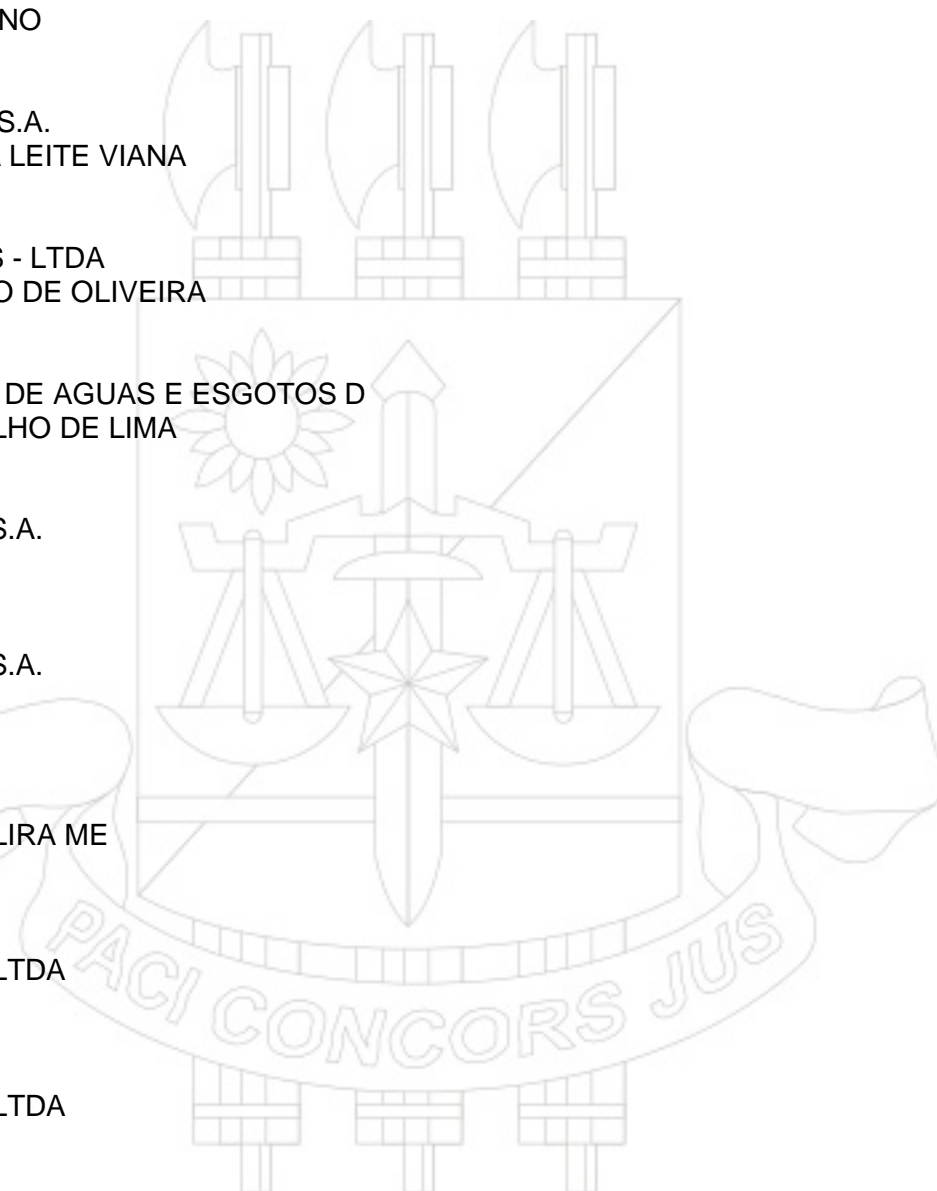 NO
S.A.
LEITE VIANA
S - LTDA
O DE OLIVEIRA
DE AGUAS E ESGOTOS D
LHO DE LIMA
S.A.
S.A.
LIRA ME
LTDA
PACI CONCORS JUS
LTDA